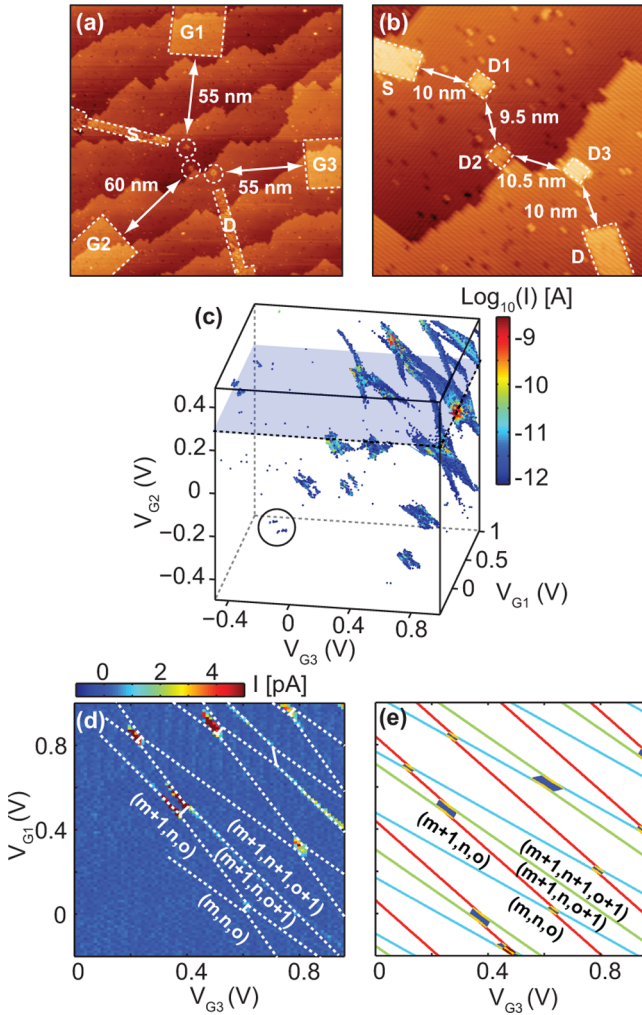 (a)
G1
55 nm
S
G3
60 nm
55 nm
G2
D
(b)
S
D1
10 nm
9.5 nm
D2
D3
10.5 nm
10 nm
D
(c)
Log10(I) [A]
-9
-10
-11
-12
0.4
0.2
0
−0.2
−0.4
VG2 (V)
−0.4
0
0.4
0.8
VG3 (V)
1
0.5
0
VG1 (V)
0 2 4 I [pA]
(d)
0.8
0.4
0
VG1 (V)
(m+1,n,o)
(m+1,n+1,o+1)
(m+1,n,o+1)
(m,n,o)
0 0.4 0.8
VG3 (V)
(e)
(m+1,n,o)
(m+1,n+1,o+1)
(m+1,n,o+1)
(m,n,o)
0 0.4 0.8
VG3 (V)